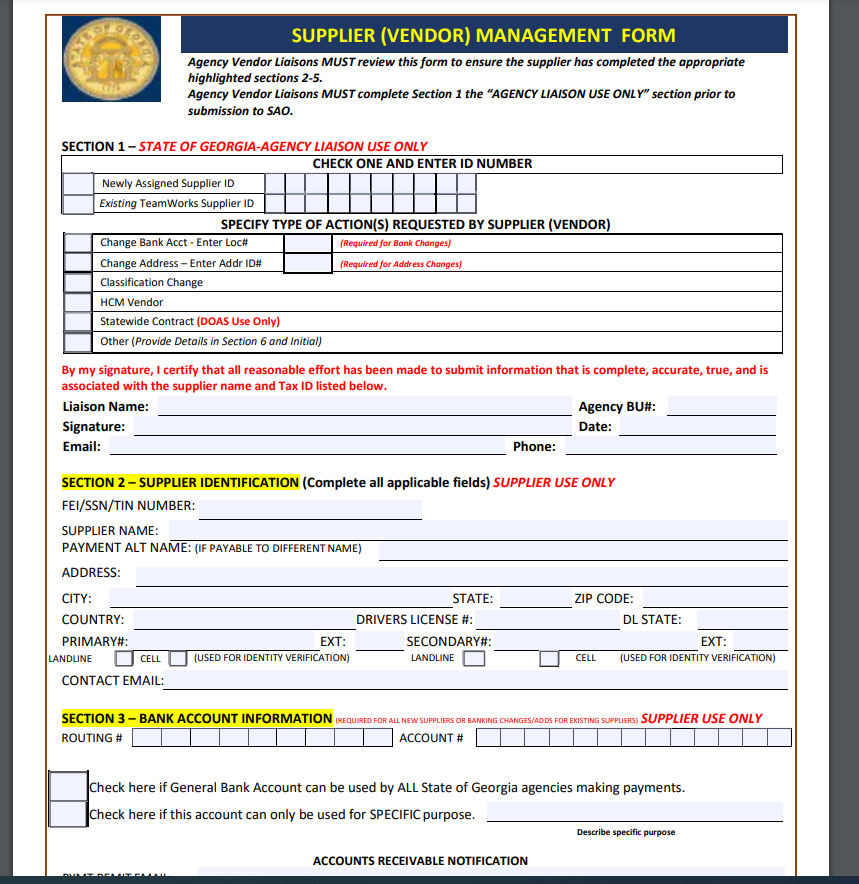 STATE OF GEORGIA
1776
SUPPLIER (VENDOR) MANAGEMENT FORM
Agency Vendor Liaisons MUST review this form to ensure the supplier has completed the appropriate
highlighted sections 2-5.
Agency Vendor Liaisons MUST complete Section 1 the “AGENCY LIAISON USE ONLY” section prior to
submission to SAO.
SECTION 1 – STATE OF GEORGIA-AGENCY LIAISON USE ONLY
CHECK ONE AND ENTER ID NUMBER
Newly Assigned Supplier ID
Existing TeamWorks Supplier ID
SPECIFY TYPE OF ACTION(S) REQUESTED BY SUPPLIER (VENDOR)
Change Bank Acct - Enter Loc# (Required for Bank Changes)
Change Address – Enter Addr ID# (Required for Address Changes)
Classification Change
HCM Vendor
Statewide Contract (DOAS Use Only)
Other (Provide Details in Section 6 and Initial)
By my signature, I certify that all reasonable effort has been made to submit information that is complete, accurate, true, and is
associated with the supplier name and Tax ID listed below.
Liaison Name: Agency BU#:
Signature: Date:
Email: Phone:
SECTION 2 – SUPPLIER IDENTIFICATION (Complete all applicable fields) SUPPLIER USE ONLY
FEI/SSN/TIN NUMBER:
SUPPLIER NAME:
PAYMENT ALT NAME: (IF PAYABLE TO DIFFERENT NAME)
ADDRESS:
CITY: STATE: ZIP CODE:
COUNTRY: DRIVERS LICENSE #: DL STATE:
PRIMARY#: EXT: SECONDARY#: EXT:
LANDLINE CELL (USED FOR IDENTITY VERIFICATION) LANDLINE CELL (USED FOR IDENTITY VERIFICATION)
CONTACT EMAIL:
SECTION 3 – BANK ACCOUNT INFORMATION (REQUIRED FOR ALL NEW SUPPLIERS OR BANKING CHANGES/ADDS FOR EXISTING SUPPLIERS) SUPPLIER USE ONLY
ROUTING # ACCOUNT #
Check here if General Bank Account can be used by ALL State of Georgia agencies making payments.
Check here if this account can only be used for SPECIFIC purpose.
Describe specific purpose
ACCOUNTS RECEIVABLE NOTIFICATION
PYMT REMIT EMAIL: